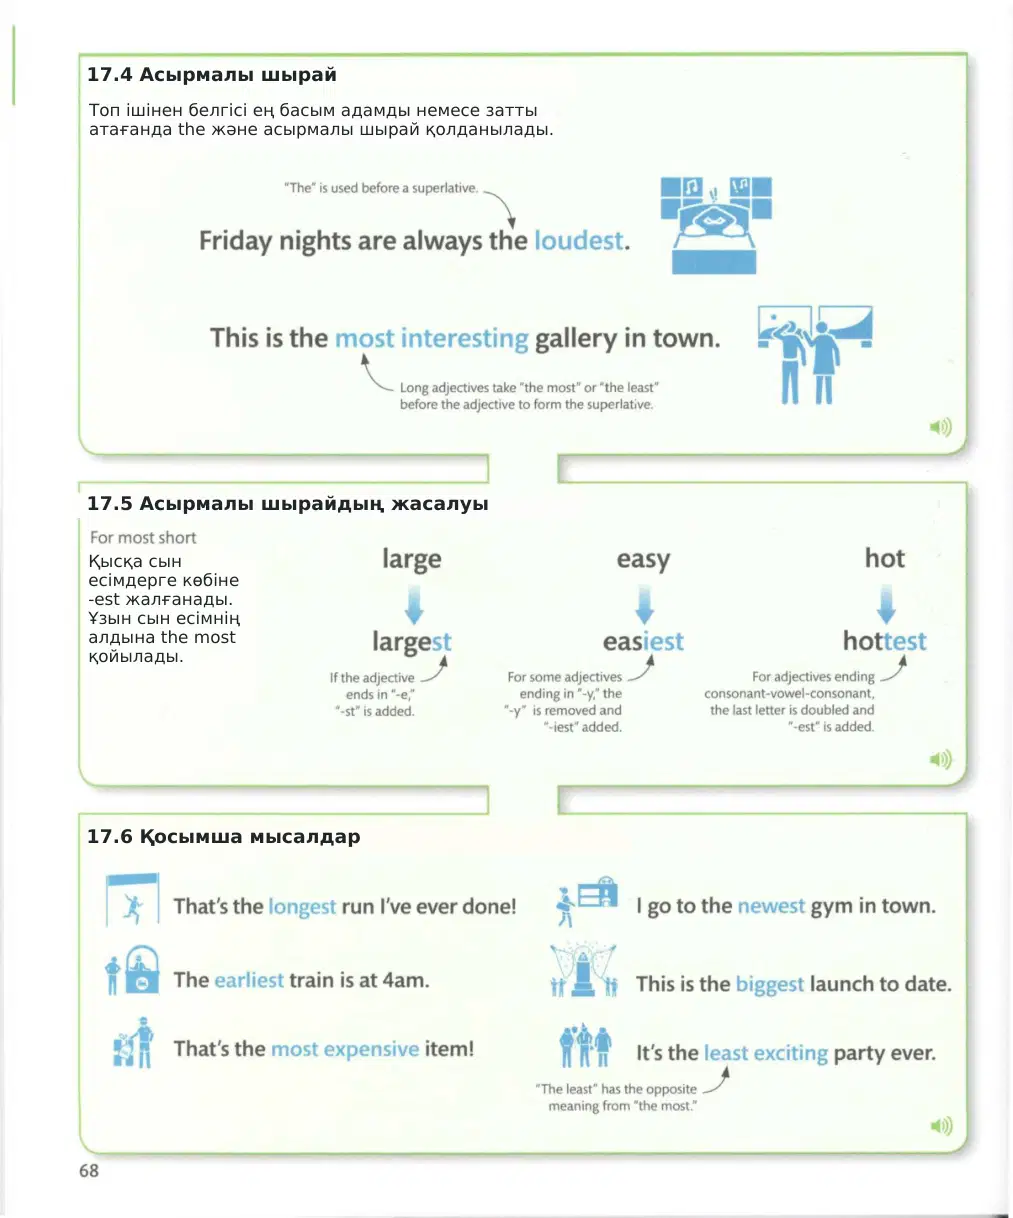 17.4 Асырмалы шырай
Топ ішінен белгісі ең басым адамды немесе затты
атағанда the және асырмалы шырай қолданылады.
"The" is used before a superlative.
Friday nights are always the loudest.
This is the most interesting gallery in town.
Long adjectives take "the most" or "the least"
before the adjective to form the superlative.
17.5 Асырмалы шырайдың жасалуы
For most short
Қысқа сын
есімдерге көбіне
-est жалғанады.
Ұзын сын есімнің
алдына the most
қойылады.
large
largest
If the adjective
ends in "-e,"
"-st" is added.
easy
easiest
For some adjectives
ending in "-y," the
"-y" is removed and
"-iest" added.
hot
hottest
For adjectives ending
consonant-vowel-consonant,
the last letter is doubled and
"-est" is added.
17.6 Қосымша мысалдар
That's the longest run I've ever done!
The earliest train is at 4am.
That's the most expensive item!
I go to the newest gym in town.
This is the biggest launch to date.
It's the least exciting party ever.
"The least" has the opposite
meaning from "the most."
68